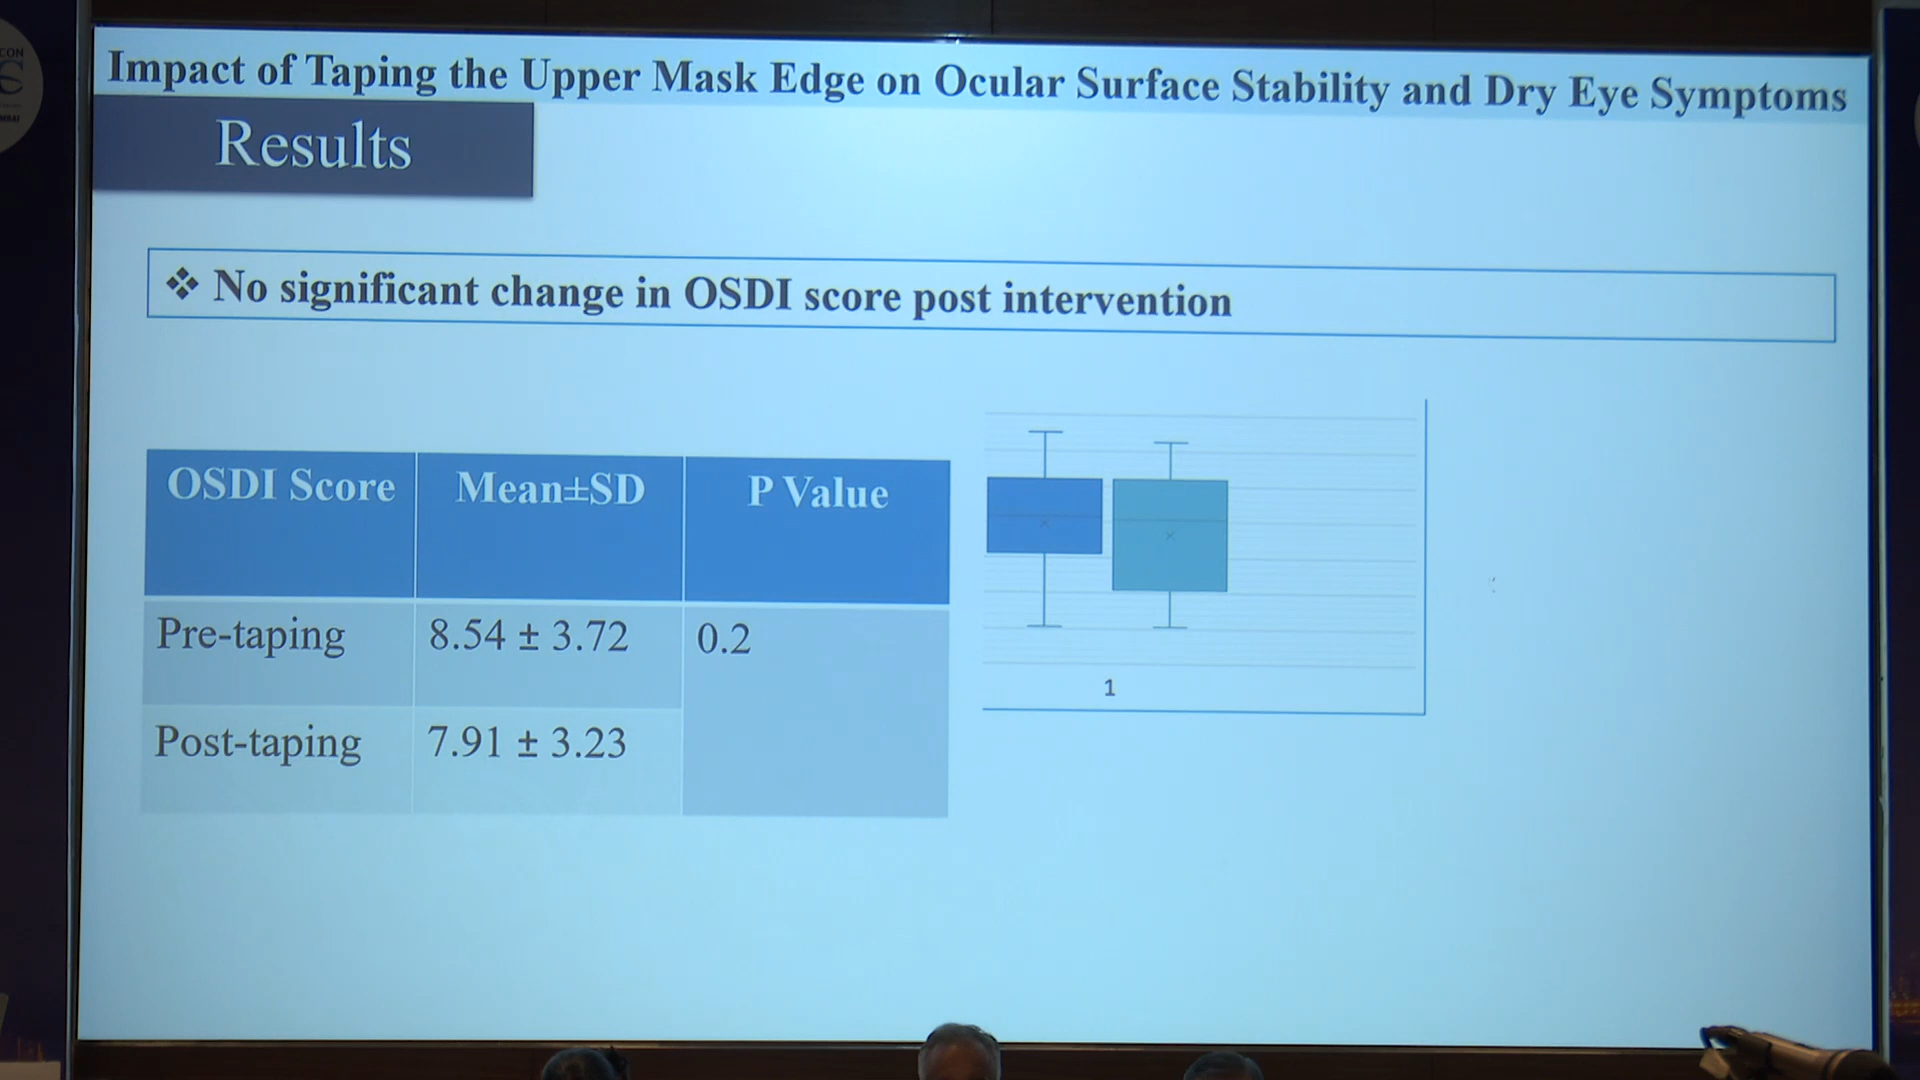 Impact of Taping the Upper Mask Edge on Ocular Surface Stability and Dry Eye Symptoms
Results
❖ No significant change in OSDI score post intervention
OSDI Score Mean±SD P Value
Pre-taping 8.54 ± 3.72 0.2
Post-taping 7.91 ± 3.23
1
CON